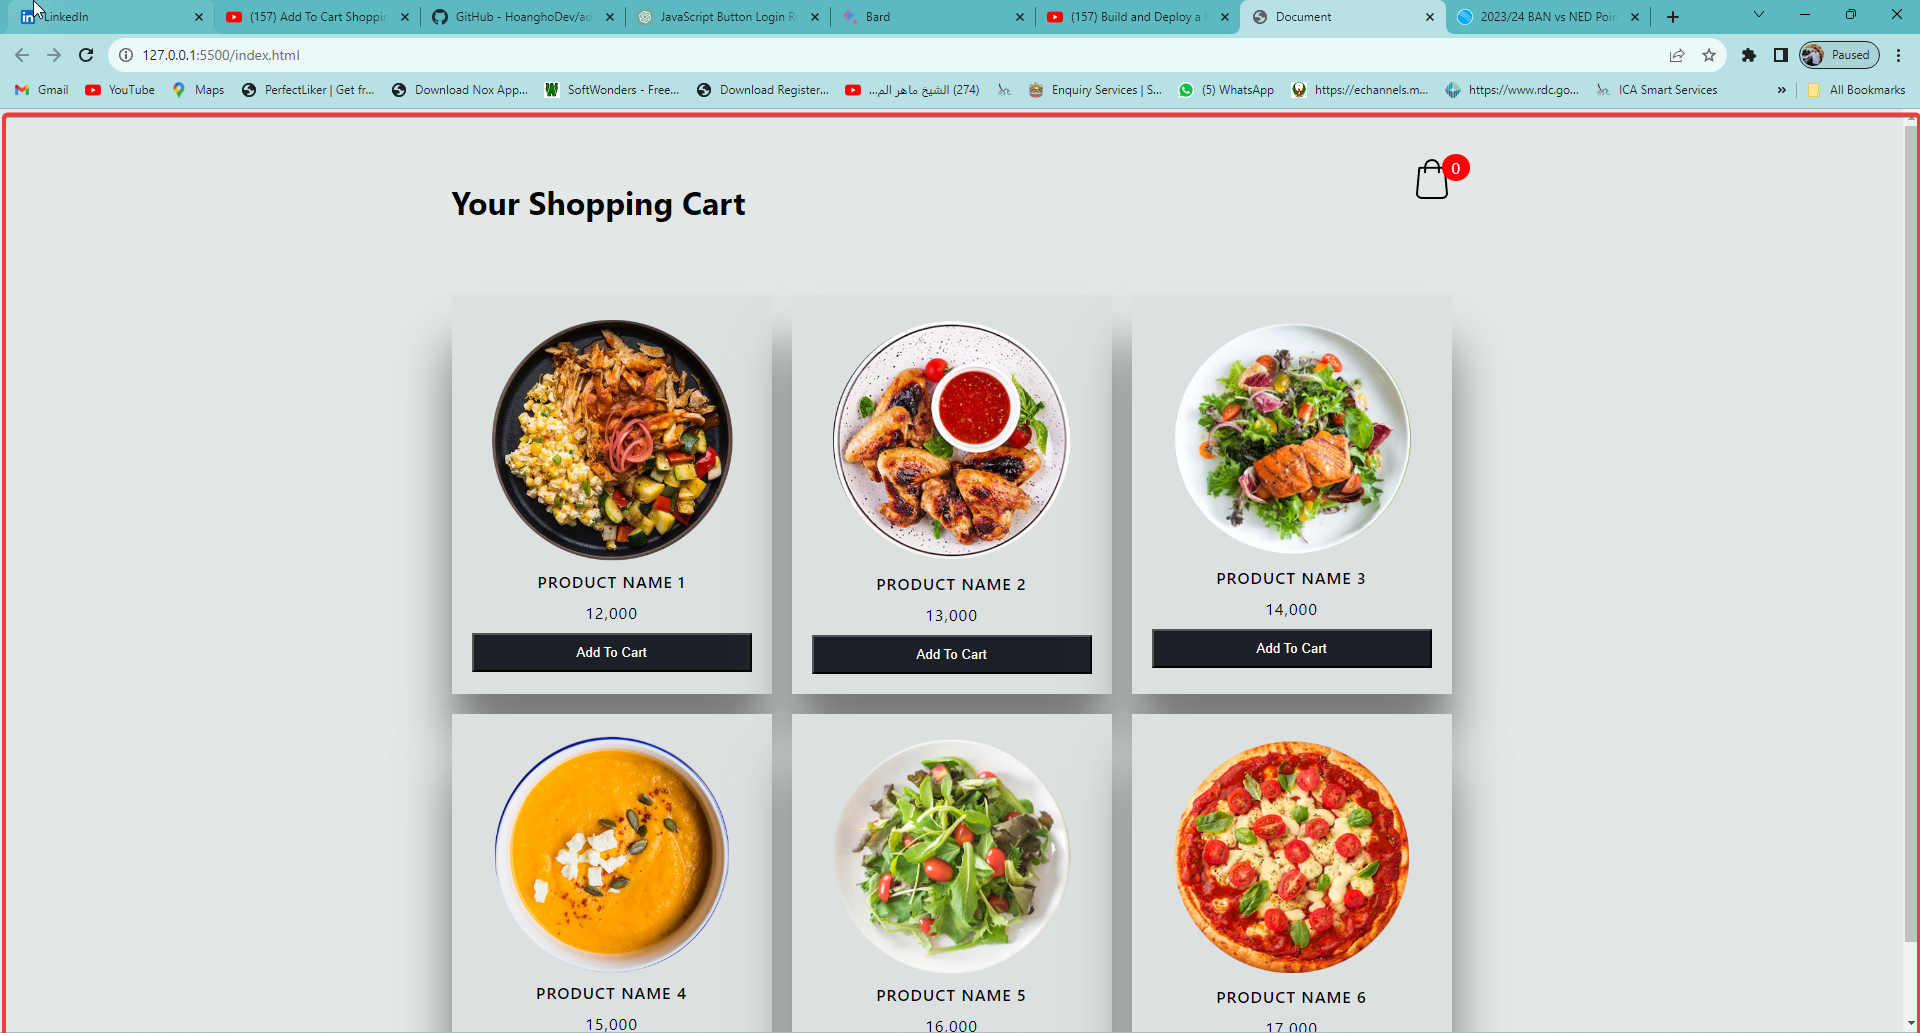 LinkedIn
(157) Add To Cart Shoppin
GitHub - HoanghoDev/ad
JavaScript Button Login R
Bard
(157) Build and Deploy a
Document
2023/24 BAN vs NED Poin
127.0.0.1:5500/index.html
Paused
Gmail
YouTube
Maps
PerfectLiker | Get fr...
Download Nox App...
SoftWonders - Free...
Download Register...
(274) الشيخ ماهر الم...
Enquiry Services | S...
(5) WhatsApp
https://echannels.m...
https://www.rdc.go...
ICA Smart Services
»
All Bookmarks
Your Shopping Cart
0
PRODUCT NAME 1
12,000
Add To Cart
PRODUCT NAME 2
13,000
Add To Cart
PRODUCT NAME 3
14,000
Add To Cart
PRODUCT NAME 4
15,000
PRODUCT NAME 5
16,000
PRODUCT NAME 6
17,000